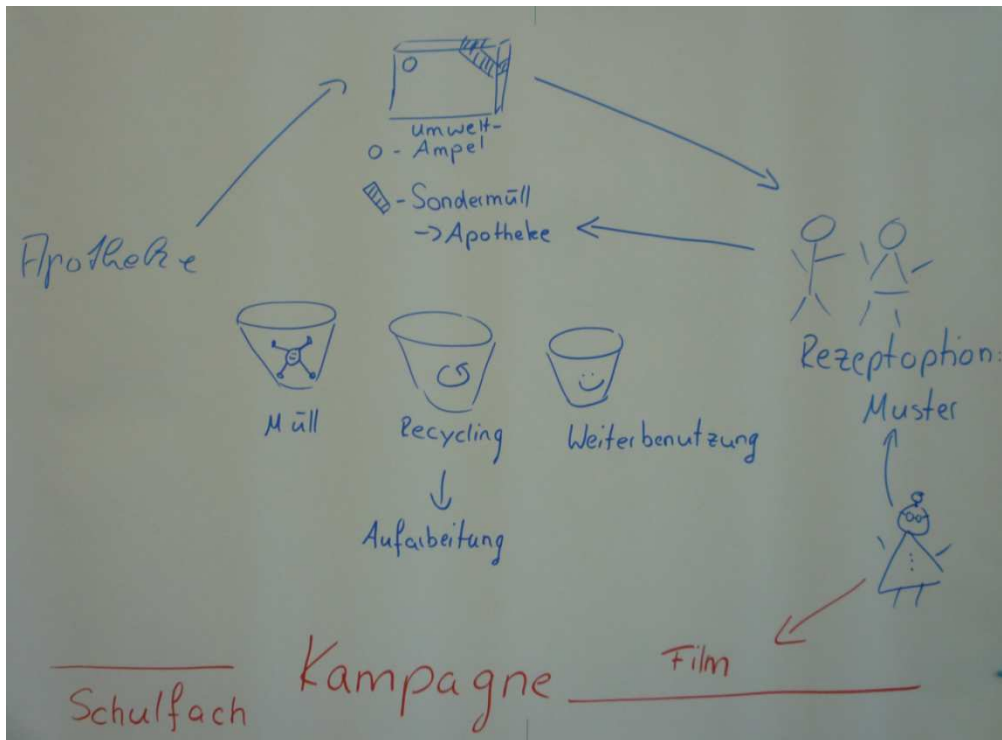 Umwelt-
o - Ampel
- Sondermüll
-> Apotheke
Apotheke
Rezeptoption:
Muster
Müll
Recycling
Weiterbenutzung
Aufarbeitung
Film
Kampagne
Schulfach